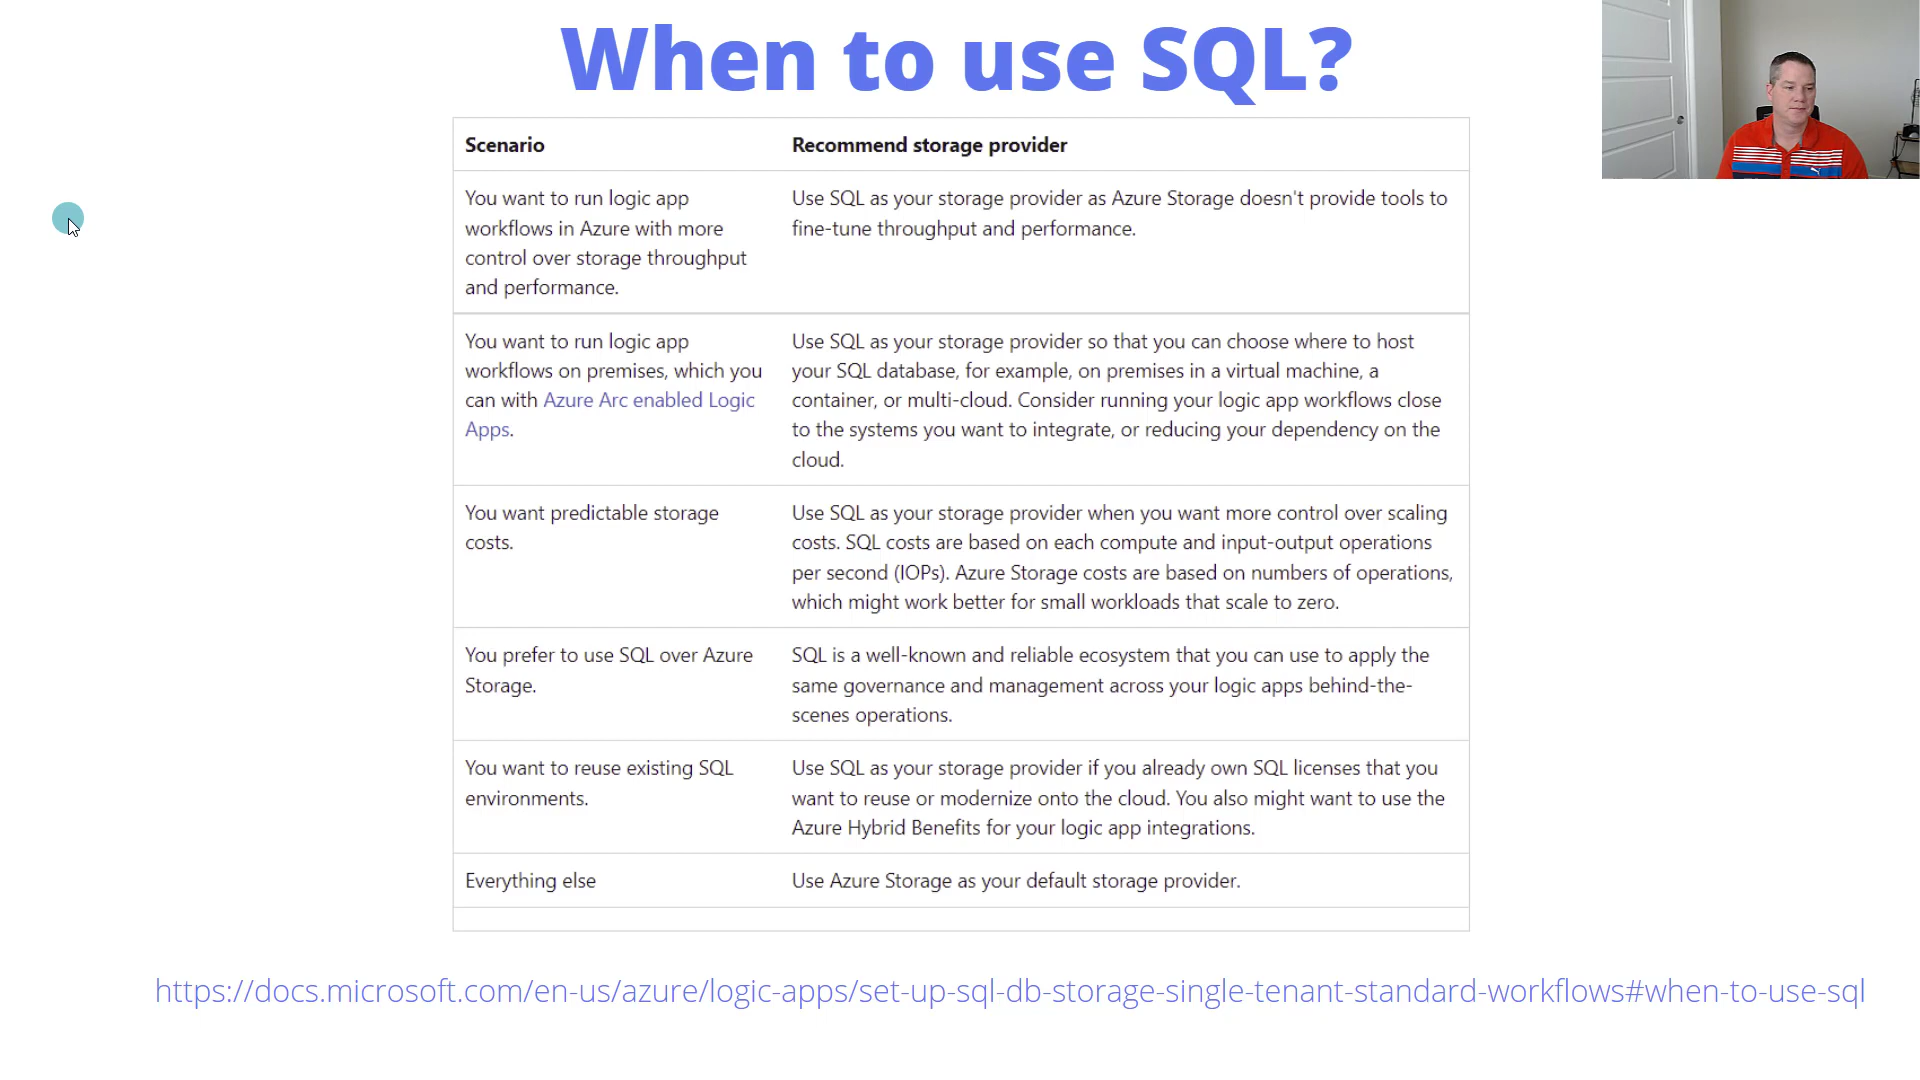 When to use SQL?
Scenario
Recommend storage provider
You want to run logic app
workflows in Azure with more
control over storage throughput
and performance.
Use SQL as your storage provider as Azure Storage doesn't provide tools to
fine-tune throughput and performance.
You want to run logic app
workflows on premises, which you
can with Azure Arc enabled Logic
Apps.
Use SQL as your storage provider so that you can choose where to host
your SQL database, for example, on premises in a virtual machine, a
container, or multi-cloud. Consider running your logic app workflows close
to the systems you want to integrate, or reducing your dependency on the
cloud.
You want predictable storage
costs.
Use SQL as your storage provider when you want more control over scaling
costs. SQL costs are based on each compute and input-output operations
per second (IOPs). Azure Storage costs are based on numbers of operations,
which might work better for small workloads that scale to zero.
You prefer to use SQL over Azure
Storage.
SQL is a well-known and reliable ecosystem that you can use to apply the
same governance and management across your logic apps behind-the-
scenes operations.
You want to reuse existing SQL
environments.
Use SQL as your storage provider if you already own SQL licenses that you
want to reuse or modernize onto the cloud. You also might want to use the
Azure Hybrid Benefits for your logic app integrations.
Everything else
Use Azure Storage as your default storage provider.
https://docs.microsoft.com/en-us/azure/logic-apps/set-up-sql-db-storage-single-tenant-standard-workflows#when-to-use-sql